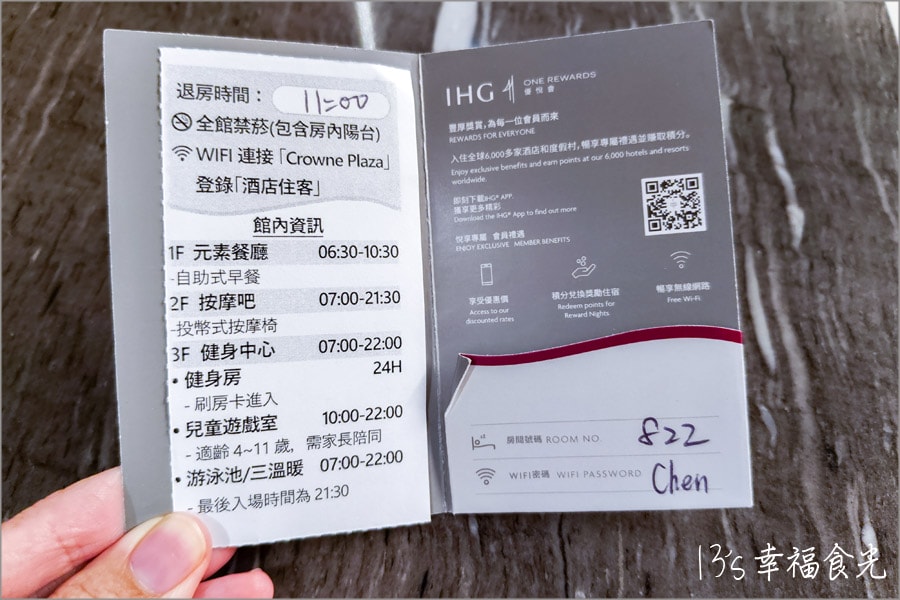 退房時間： 11:00
全館禁菸(包含房內陽台)
WIFI 連接「Crowne Plaza」
登錄「酒店住客」
館內資訊
1F 元素餐廳 06:30-10:30
-自助式早餐
2F 按摩吧 07:00-21:30
-投幣式按摩椅
3F 健身中心 07:00-22:00
• 健身房 24H
- 刷房卡進入
• 兒童遊戲室 10:00-22:00
- 適齡 4~11 歲，需家長陪同
• 游泳池/三溫暖 07:00-22:00
- 最後入場時間為 21:30
IHG ONE REWARDS
優悅會
豐厚獎賞，為每一位會員而來
REWARDS FOR EVERYONE
入住全球6,000多家酒店和度假村，暢享專屬禮遇並賺取積分。
Enjoy exclusive benefits and earn points at our 6,000 hotels and resorts
worldwide.
即刻下載IHG® APP
獲享更多精彩
Download the IHG® App to find out more
悅享專屬 會員禮遇
ENJOY EXCLUSIVE MEMBER BENEFITS
享受優惠價
Access to our
discounted rates
積分兌換獎勵住宿
Redeem points for
Reward Nights
暢享無線網路
Free Wi-Fi
房間號碼 ROOM NO. 822
WIFI密碼 WIFI PASSWORD Chen
13's 幸福食光